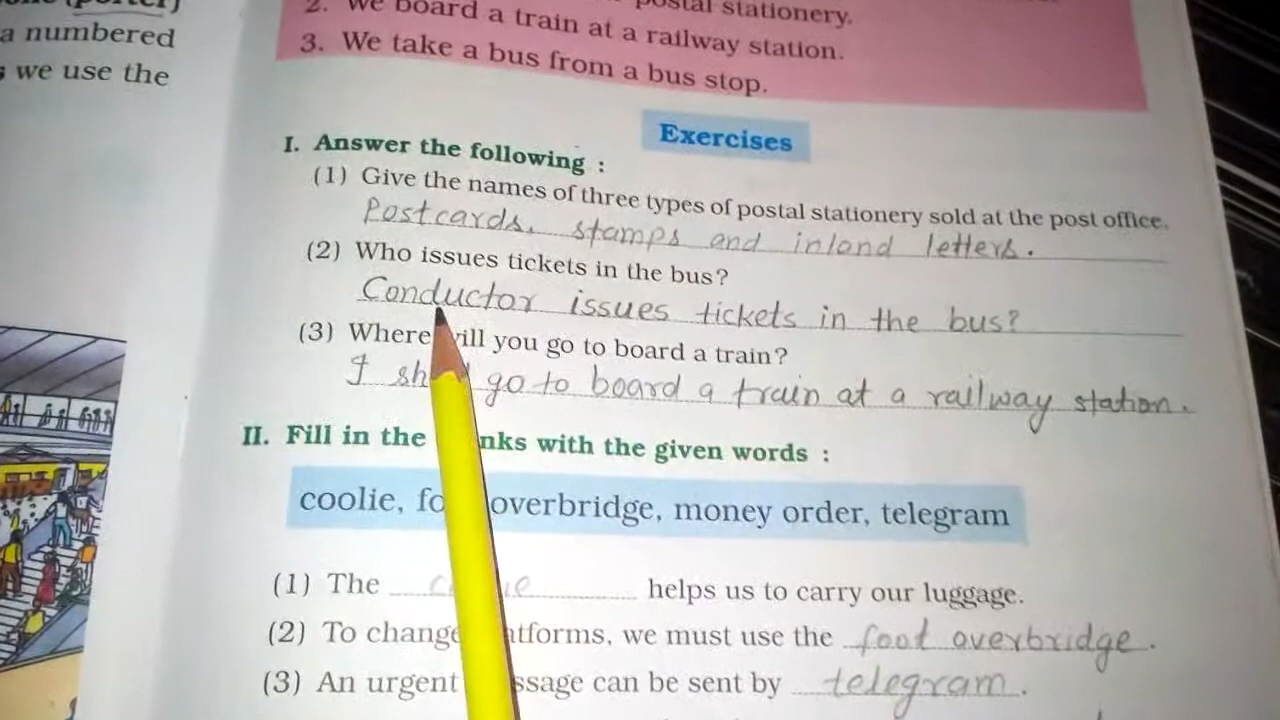 a numbered
we use the
postal stationery.
2. We board a train at a railway station.
3. We take a bus from a bus stop.
Exercises
I. Answer the following :
(1) Give the names of three types of postal stationery sold at the post office.
Postcards, stamps and inland letters.
(2) Who issues tickets in the bus?
Conductor issues tickets in the bus?
(3) Where will you go to board a train?
I go to board a train at a railway station.
II. Fill in the with the given words :
coolie, overbridge, money order, telegram
(1) The helps us to carry our luggage.
(2) To change platforms, we must use the foot overbridge.
(3) An urgent message can be sent by telegram.